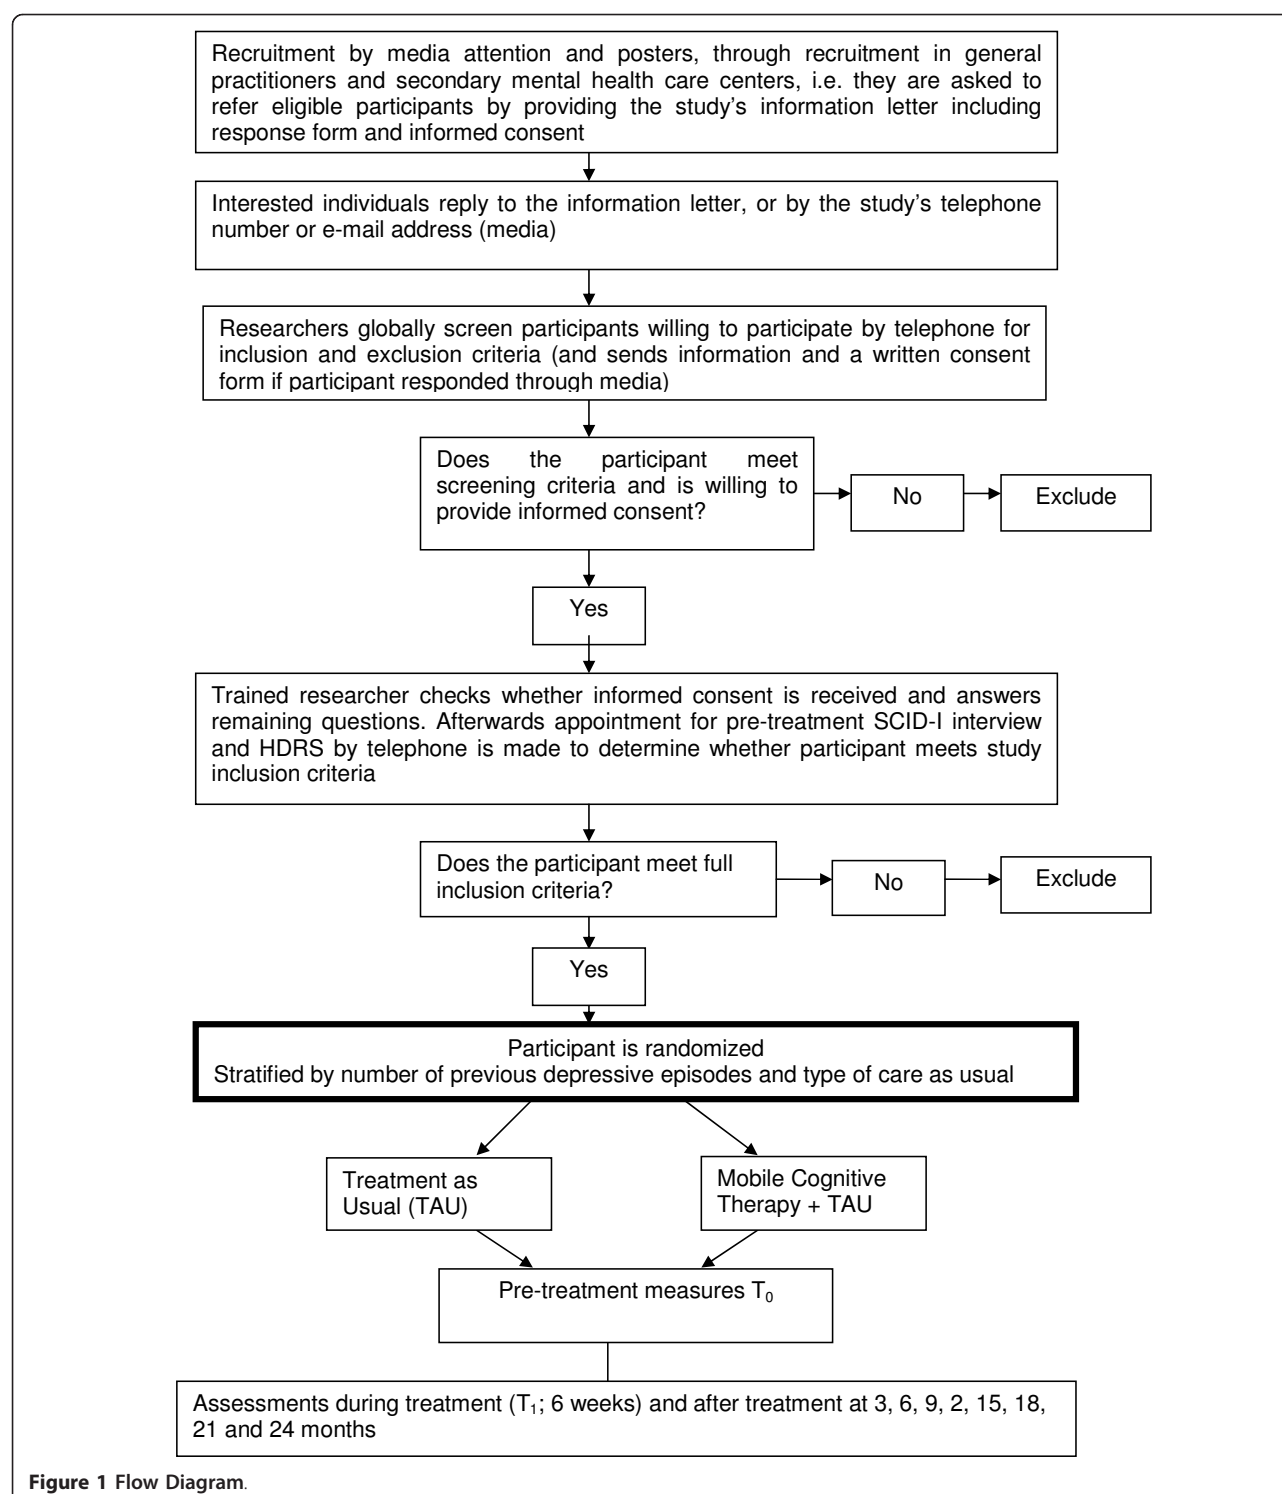 Recruitment by media attention and posters, through recruitment in general
practitioners and secondary mental health care centers, i.e. they are asked to
refer eligible participants by providing the study’s information letter including
response form and informed consent
Interested individuals reply to the information letter, or by the study’s telephone
number or e-mail address (media)
Researchers globally screen participants willing to participate by telephone for
inclusion and exclusion criteria (and sends information and a written consent
form if participant responded through media)
Does the participant meet
screening criteria and is willing to
provide informed consent?
No
Exclude
Yes
Trained researcher checks whether informed consent is received and answers
remaining questions. Afterwards appointment for pre-treatment SCID-I interview
and HDRS by telephone is made to determine whether participant meets study
inclusion criteria
Does the participant meet full
inclusion criteria?
No
Exclude
Yes
Participant is randomized
Stratified by number of previous depressive episodes and type of care as usual
Treatment as
Usual (TAU)
Mobile Cognitive
Therapy + TAU
Pre-treatment measures T₀
Assessments during treatment (T₁; 6 weeks) and after treatment at 3, 6, 9, 2, 15, 18,
21 and 24 months
Figure 1 Flow Diagram.